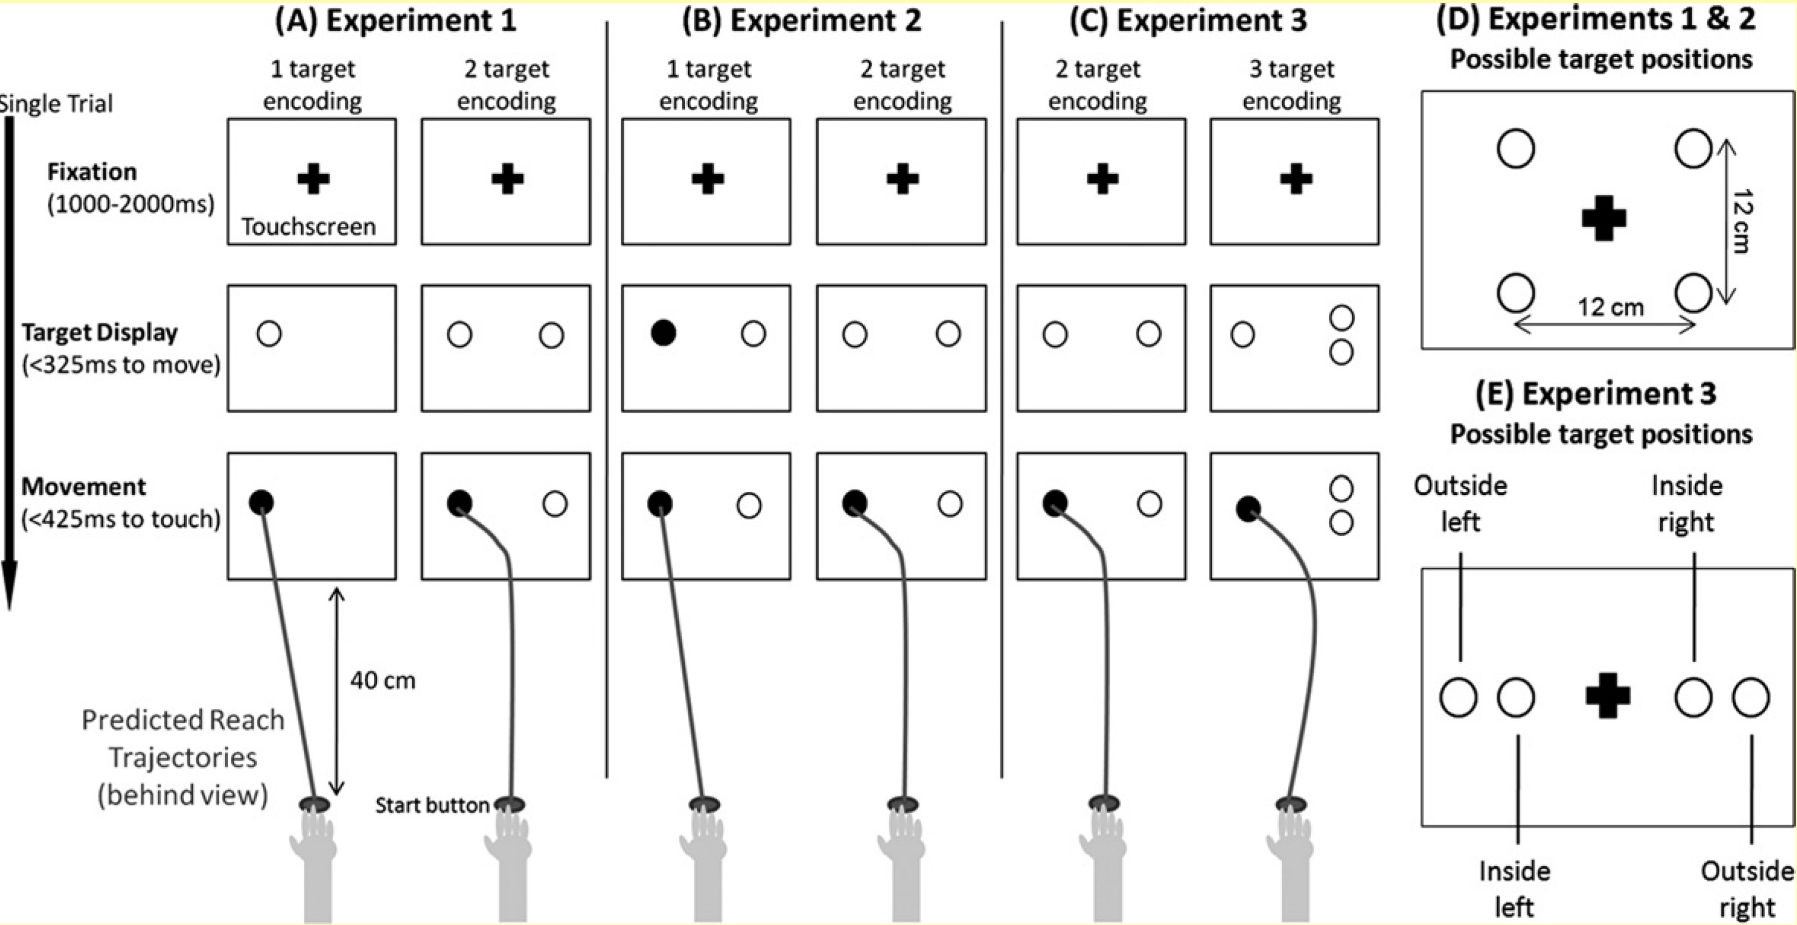 (A) Experiment 1
1 target
encoding
2 target
encoding
(B) Experiment 2
1 target
encoding
2 target
encoding
(C) Experiment 3
2 target
encoding
3 target
encoding
Single Trial
Fixation
(1000-2000ms)
Touchscreen
Target Display
(<325ms to move)
Movement
(<425ms to touch)
40 cm
Predicted Reach
Trajectories
(behind view)
Start button
(D) Experiments 1 & 2
Possible target positions
12 cm
12 cm
(E) Experiment 3
Possible target positions
Outside
left
Inside
right
Inside
left
Outside
right